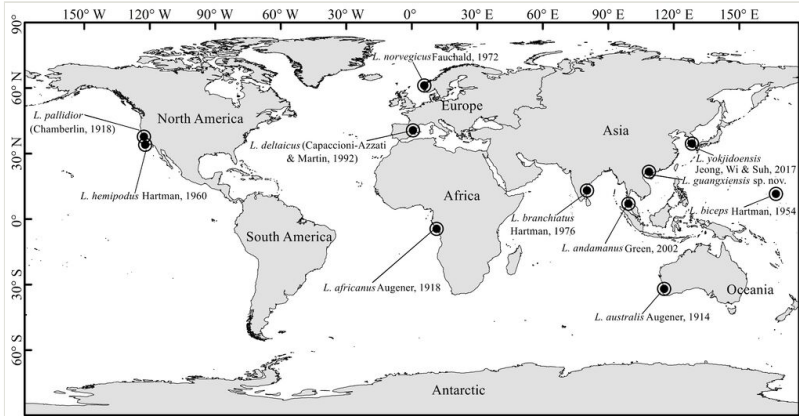 150° W 120° W 90° W 60° W 30° W 0° 30° E 60° E 90° E 120° E 150° E
90°
60° N
30° N
0°
30° S
60° S
L. norvegicus Fauchald, 1972
North America
Europe
Asia
L. pallidior
(Chamberlin, 1918)
L. deltaicus (Capaccioni-Azzati
& Martin, 1992)
L. hemipodus Hartman, 1960
L. yokjidoensis
Jeong, Wi & Suh, 2017
L. guangxiensis sp. nov.
Africa
L. branchiatus
Hartman, 1976
L. biceps Hartman, 1954
South America
L. andamanus Green, 2002
L. africanus Augener, 1918
Oceania
L. australis Augener, 1914
Antarctic